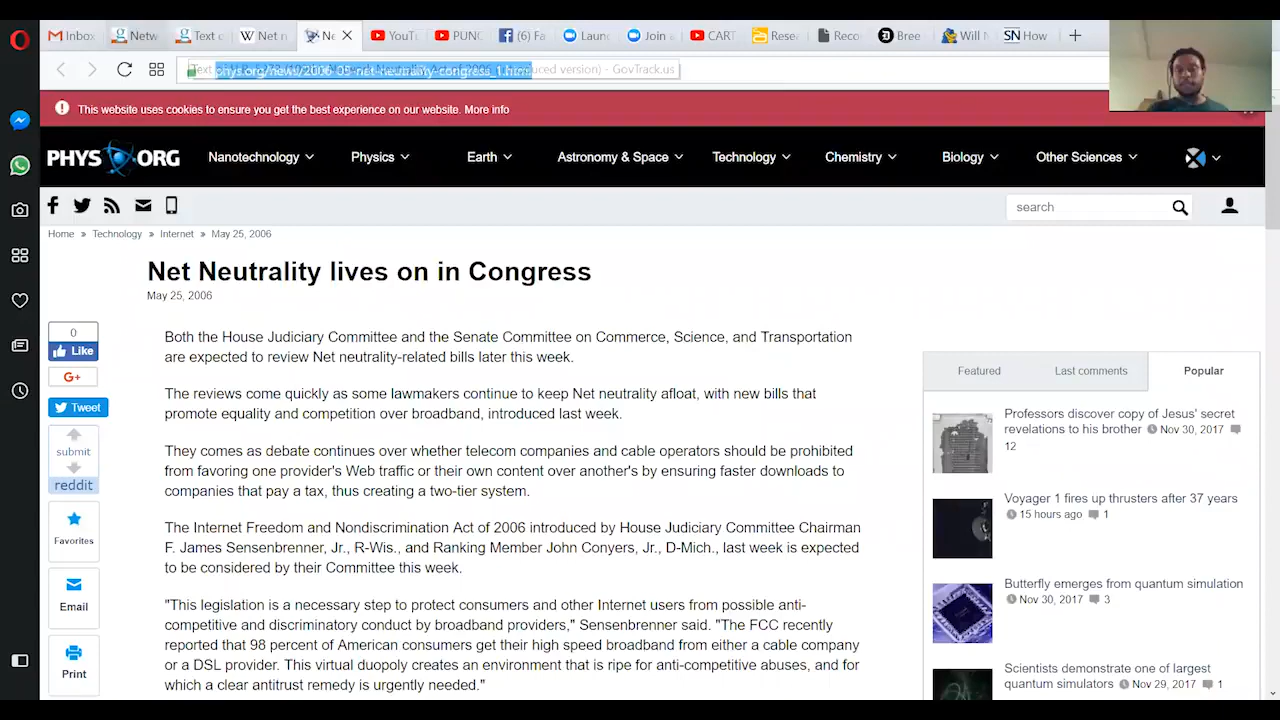 Inbo
Netw
Text o
Net n
Ne
YouT
PUNC
(6) Fa
Laun
Join
CART
Rese
Reco
Bree
Will
SN How
phys.org/news/2006-05-net-neutrality-congress_1.html
duced version) - GovTrack.us
This website uses cookies to ensure you get the best experience on our website. More info
PHYS ORG
Nanotechnology
Physics
Earth
Astronomy & Space
Technology
Chemistry
Biology
Other Sciences
search
Home » Technology » Internet » May 25, 2006
Net Neutrality lives on in Congress
May 25, 2006
0
Like
G+
Tweet
submit
reddit
Favorites
Email
Print
Both the House Judiciary Committee and the Senate Committee on Commerce, Science, and Transportation
are expected to review Net neutrality-related bills later this week.
The reviews come quickly as some lawmakers continue to keep Net neutrality afloat, with new bills that
promote equality and competition over broadband, introduced last week.
They comes as debate continues over whether telecom companies and cable operators should be prohibited
from favoring one provider's Web traffic or their own content over another's by ensuring faster downloads to
companies that pay a tax, thus creating a two-tier system.
The Internet Freedom and Nondiscrimination Act of 2006 introduced by House Judiciary Committee Chairman
F. James Sensenbrenner, Jr., R-Wis., and Ranking Member John Conyers, Jr., D-Mich., last week is expected
to be considered by their Committee this week.
"This legislation is a necessary step to protect consumers and other Internet users from possible anti-
competitive and discriminatory conduct by broadband providers," Sensenbrenner said. "The FCC recently
reported that 98 percent of American consumers get their high speed broadband from either a cable company
or a DSL provider. This virtual duopoly creates an environment that is ripe for anti-competitive abuses, and for
which a clear antitrust remedy is urgently needed."
Featured
Last comments
Popular
Professors discover copy of Jesus' secret
revelations to his brother Nov 30, 2017
12
Voyager 1 fires up thrusters after 37 years
15 hours ago 1
Butterfly emerges from quantum simulation
Nov 30, 2017 3
Scientists demonstrate one of largest
quantum simulators Nov 29, 2017 1